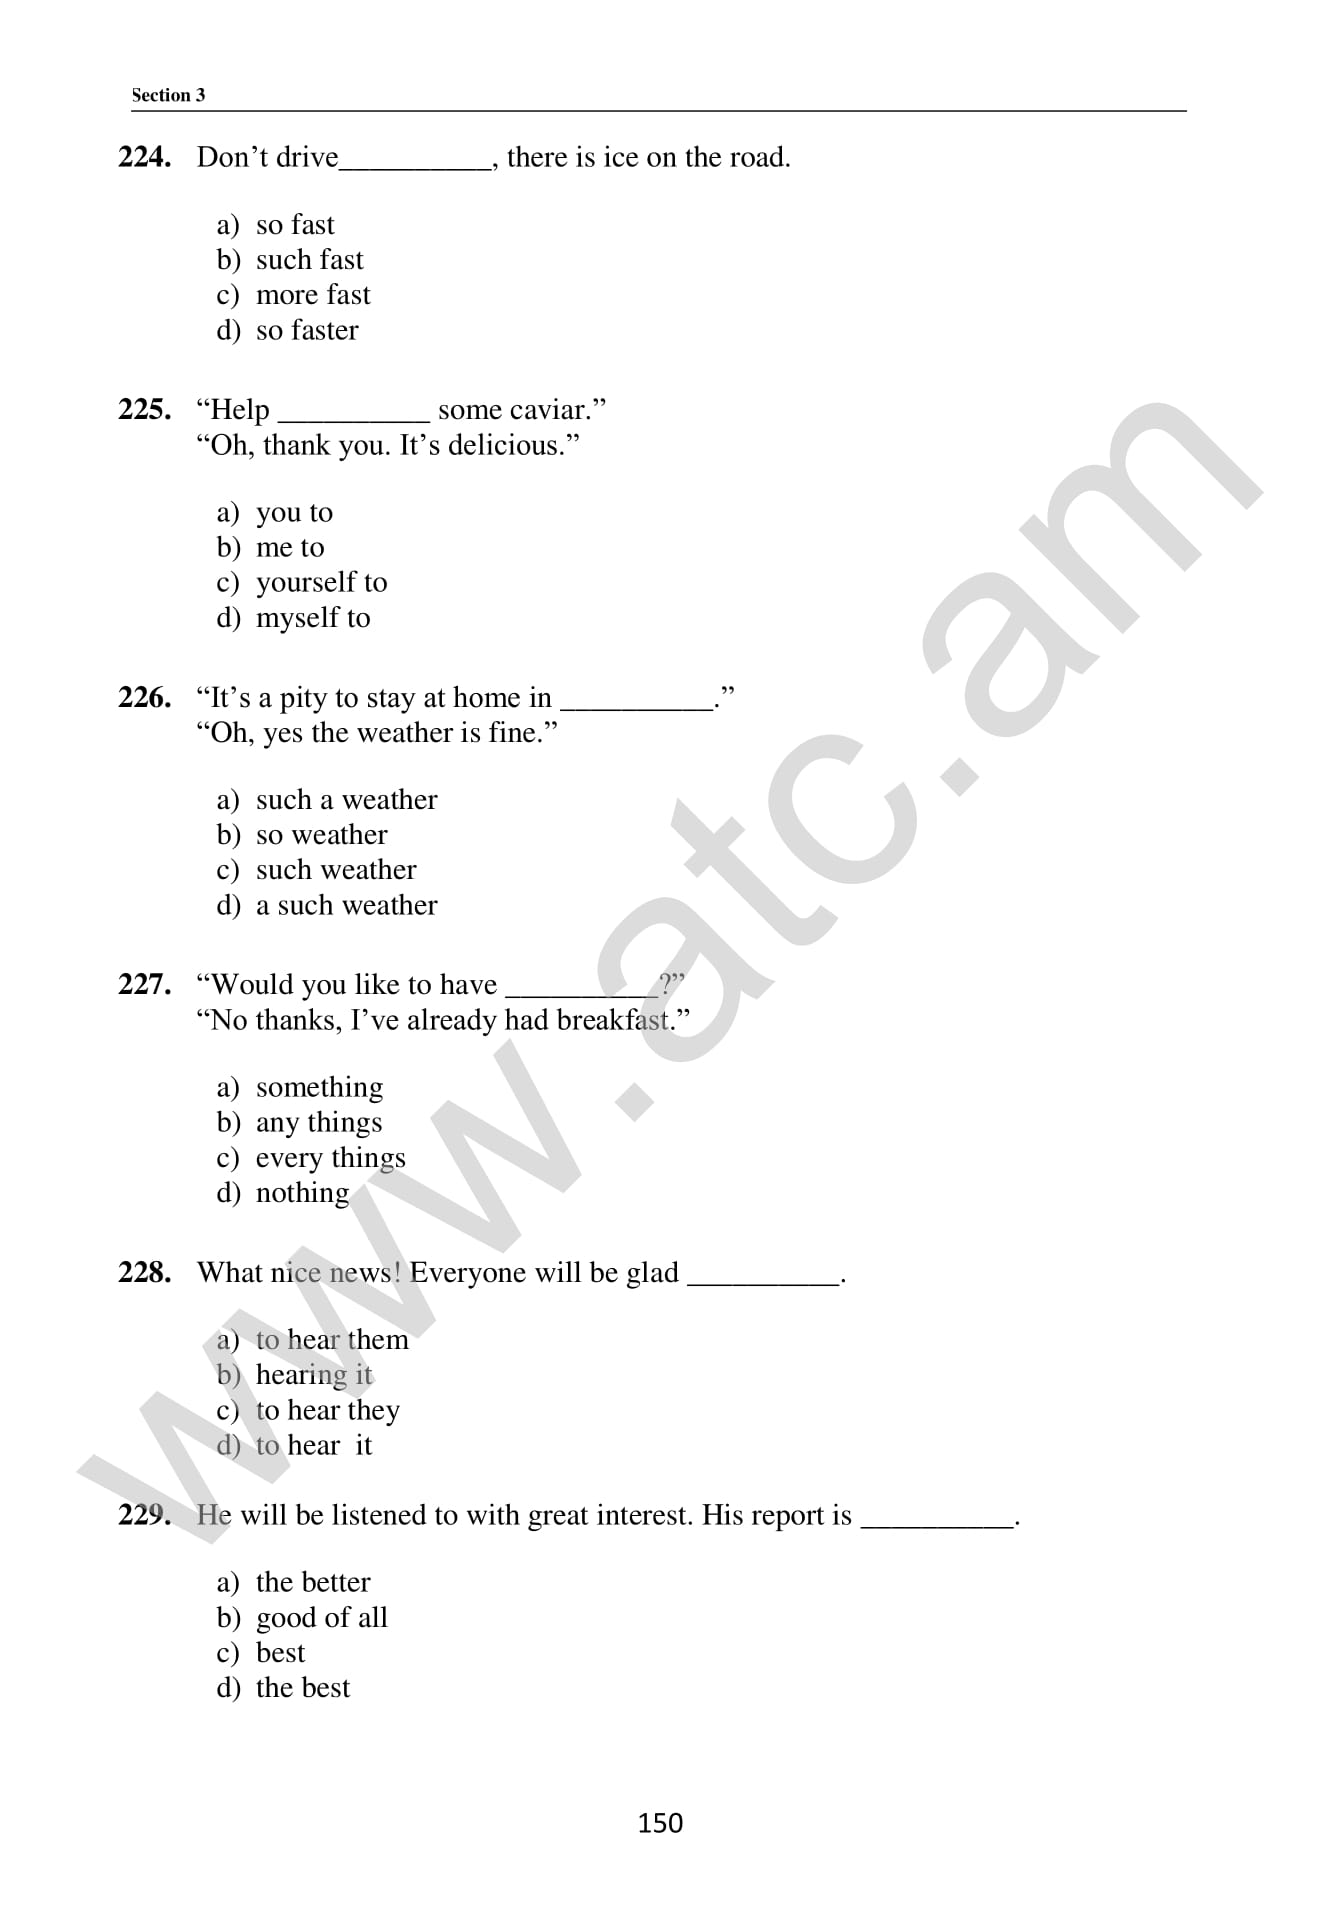 Section 3
224. Don’t drive__________, there is ice on the road.
a) so fast
b) such fast
c) more fast
d) so faster
225. “Help __________ some caviar.”
“Oh, thank you. It’s delicious.”
a) you to
b) me to
c) yourself to
d) myself to
226. “It’s a pity to stay at home in __________.”
“Oh, yes the weather is fine.”
a) such a weather
b) so weather
c) such weather
d) a such weather
227. “Would you like to have __________?”
“No thanks, I’ve already had breakfast.”
a) something
b) any things
c) every things
d) nothing
228. What nice news! Everyone will be glad __________.
a) to hear them
b) hearing it
c) to hear they
d) to hear it
229. He will be listened to with great interest. His report is __________.
a) the better
b) good of all
c) best
d) the best
150
www.atc.am